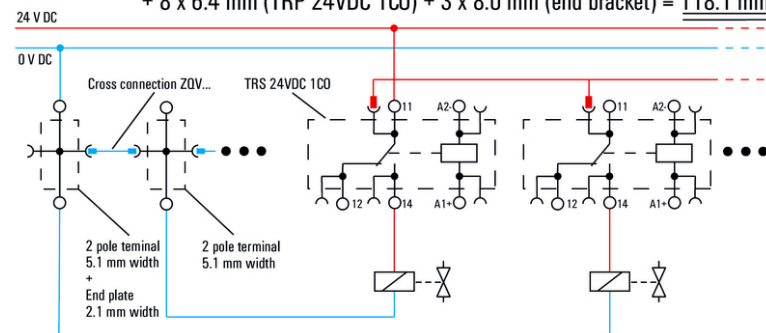 + 8 x 6.4 mm (TRP 24VDC 1CO) + 3 x 8.0 mm (end bracket) = 118.1 mm
24 V DC
0 V DC
Cross connection ZQV...
TRS 24VDC 1CO
11
A2-
11
A2-
12
14
A1+
12
14
A1+
2 pole teminal
5.1 mm width
+
End plate
2.1 mm width
2 pole terminal
5.1 mm width